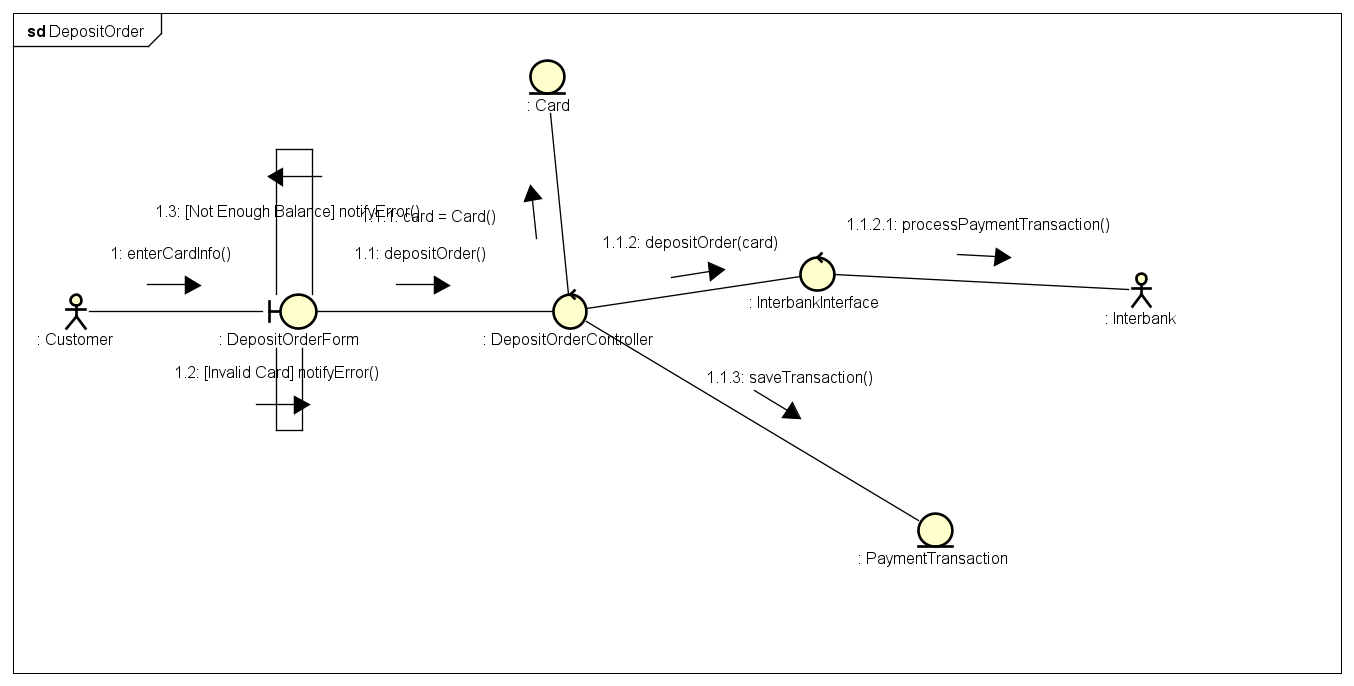 sd DepositOrder
: Card
1.3: [Not Enough Balance] notifyError()
1.1.1: card = Card()
1.1.2.1: processPaymentTransaction()
1: enterCardInfo()
1.1: depositOrder()
1.1.2: depositOrder(card)
: InterbankInterface
: Interbank
: Customer
: DepositOrderForm
: DepositOrderController
1.2: [Invalid Card] notifyError()
1.1.3: saveTransaction()
: PaymentTransaction